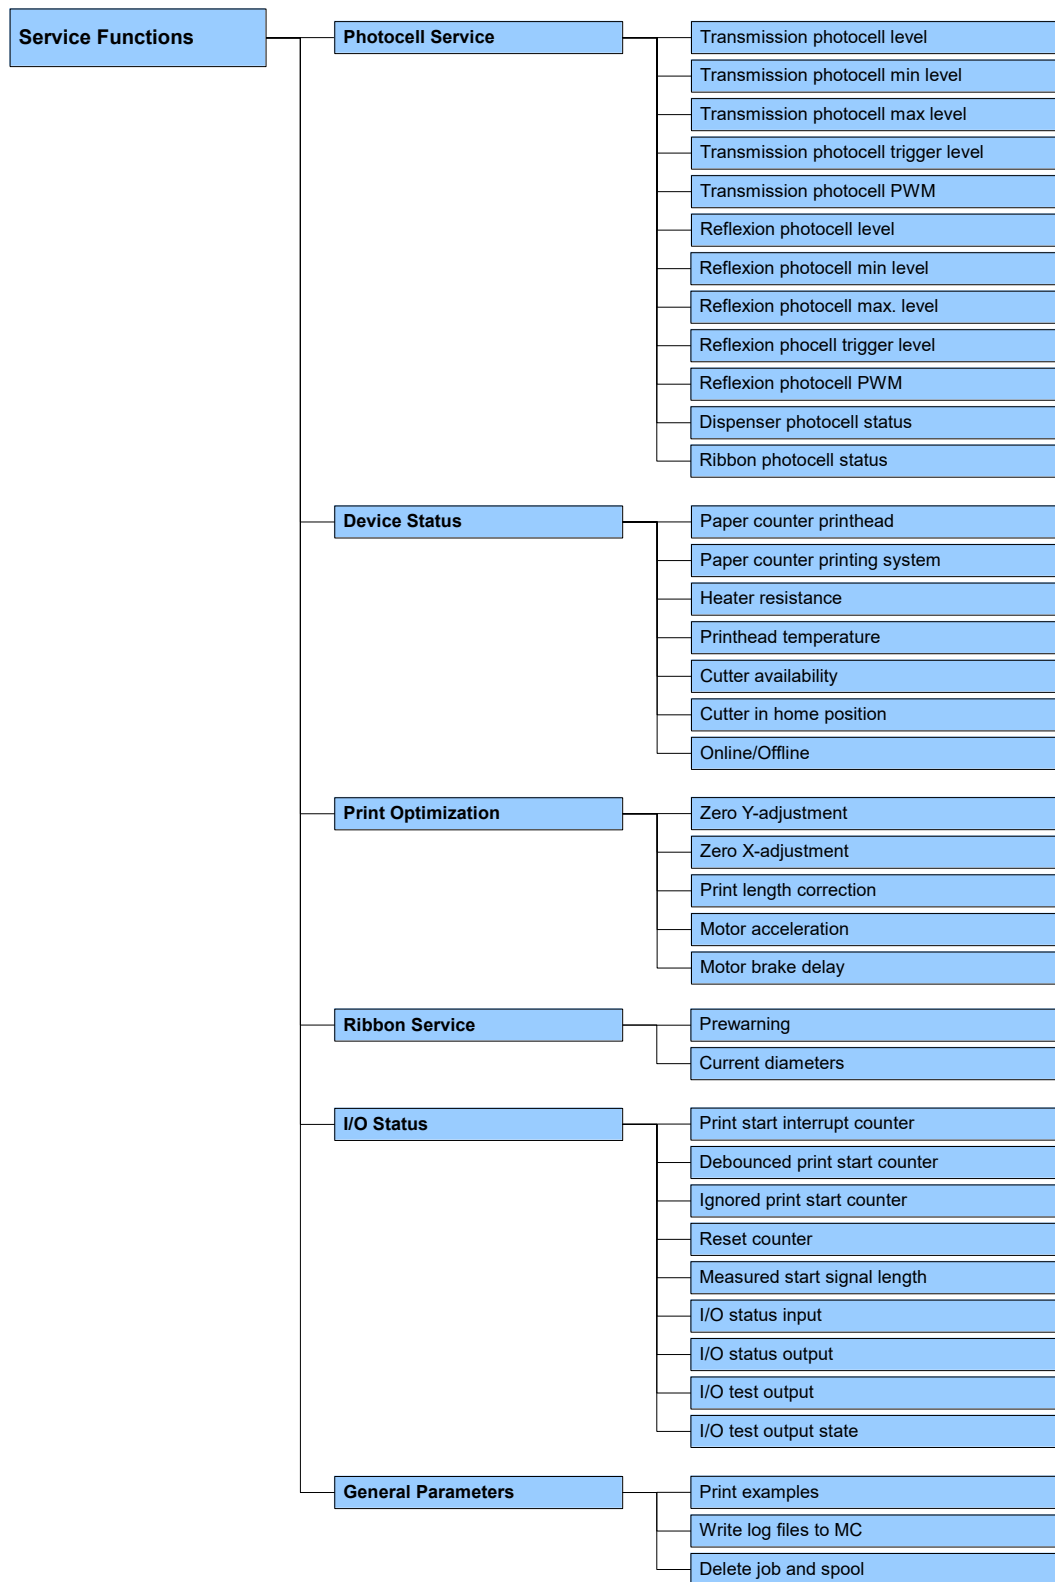 Service Functions
Photocell Service
Transmission photocell level
Transmission photocell min level
Transmission photocell max level
Transmission photocell trigger level
Transmission photocell PWM
Reflexion photocell level
Reflexion photocell min level
Reflexion photocell max. level
Reflexion phocell trigger level
Reflexion photocell PWM
Dispenser photocell status
Ribbon photocell status
Device Status
Paper counter printhead
Paper counter printing system
Heater resistance
Printhead temperature
Cutter availability
Cutter in home position
Online/Offline
Print Optimization
Zero Y-adjustment
Zero X-adjustment
Print length correction
Motor acceleration
Motor brake delay
Ribbon Service
Prewarning
Current diameters
I/O Status
Print start interrupt counter
Debounced print start counter
Ignored print start counter
Reset counter
Measured start signal length
I/O status input
I/O status output
I/O test output
I/O test output state
General Parameters
Print examples
Write log files to MC
Delete job and spool